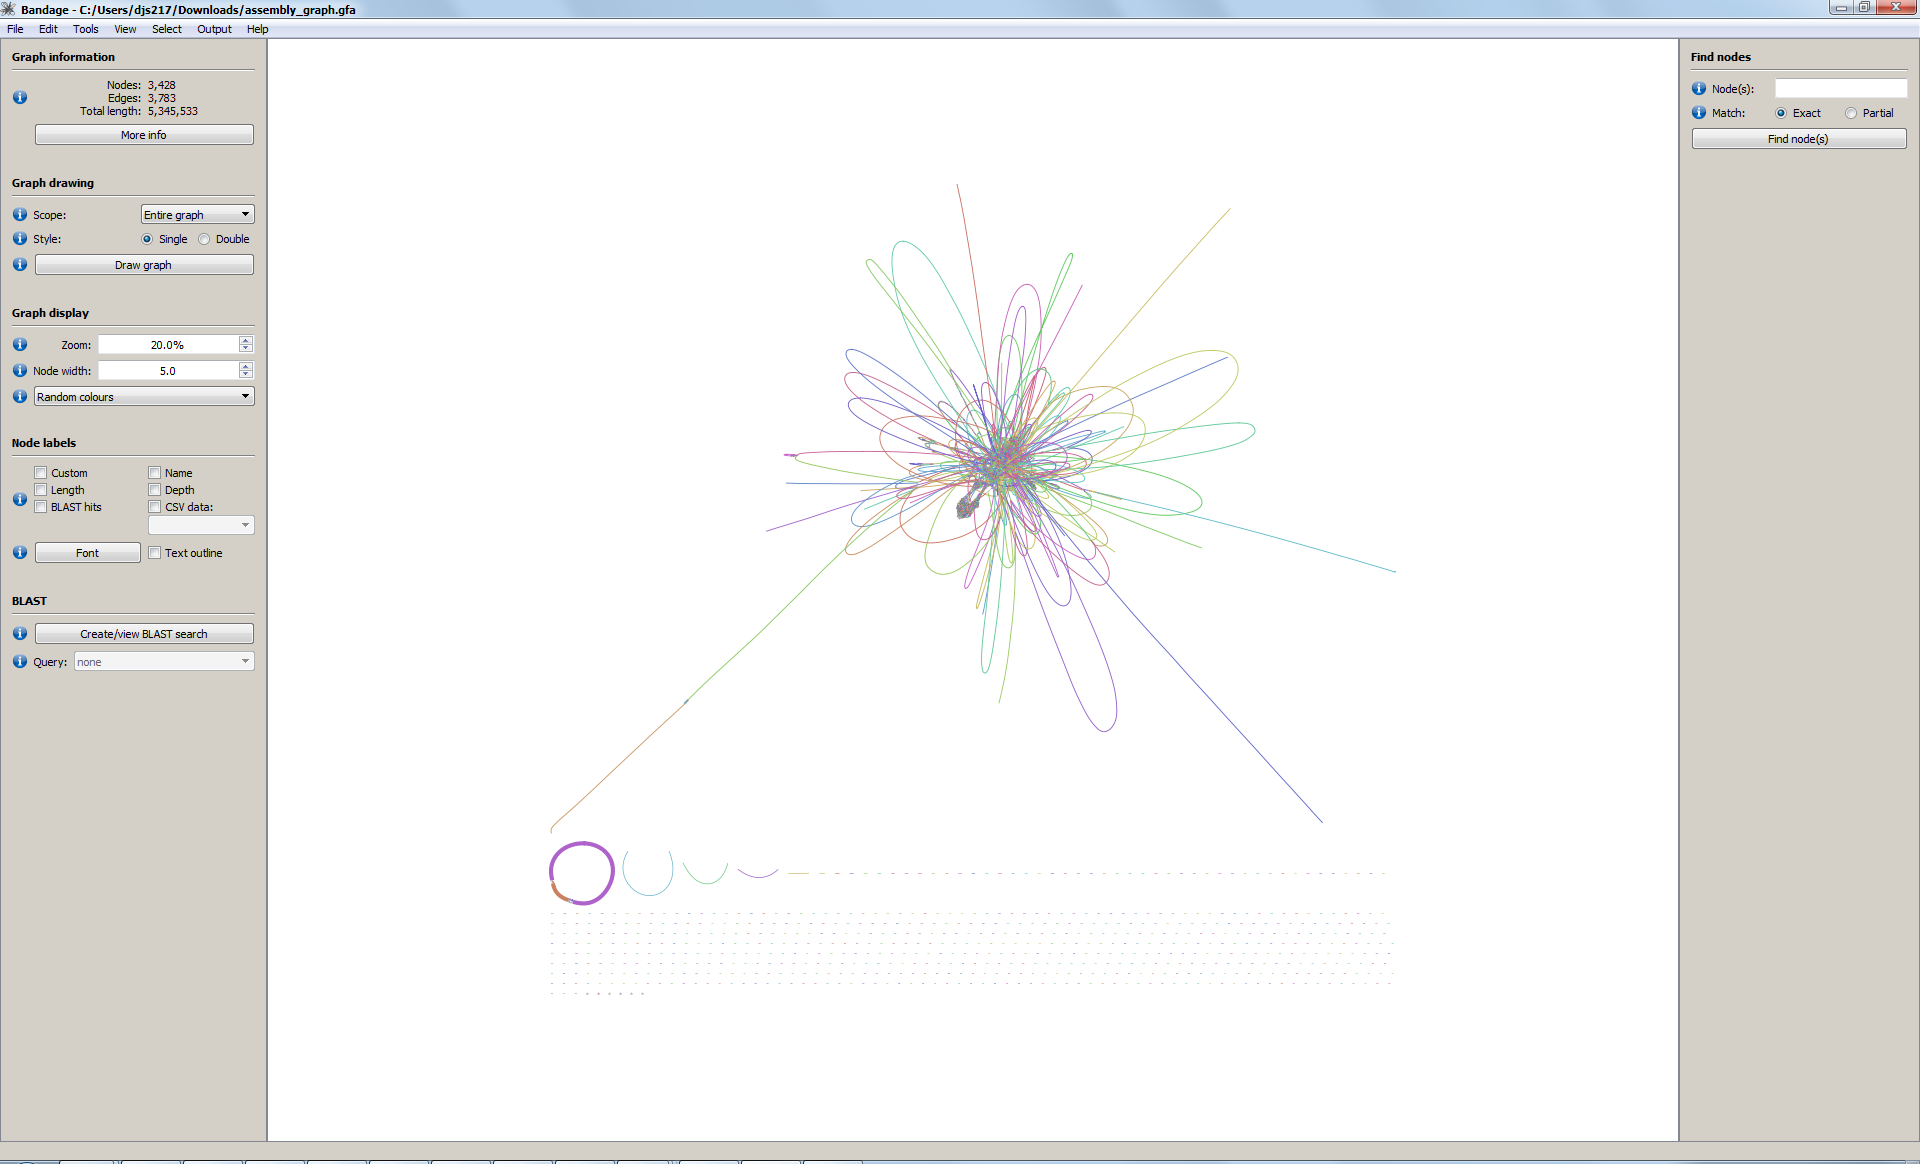 Bandage - C:/Users/djs217/Downloads/assembly_graph.gfa
File Edit Tools View Select Output Help
Graph information
Nodes: 3,428
Edges: 3,783
Total length: 5,345,533
More info
Graph drawing
Scope: Entire graph
Style: Single Double
Draw graph
Graph display
Zoom: 20.0%
Node width: 5.0
Random colours
Node labels
Custom Name
Length Depth
BLAST hits CSV data:
Font Text outline
BLAST
Create/view BLAST search
Query: none
Find nodes
Node(s):
Match: Exact Partial
Find node(s)